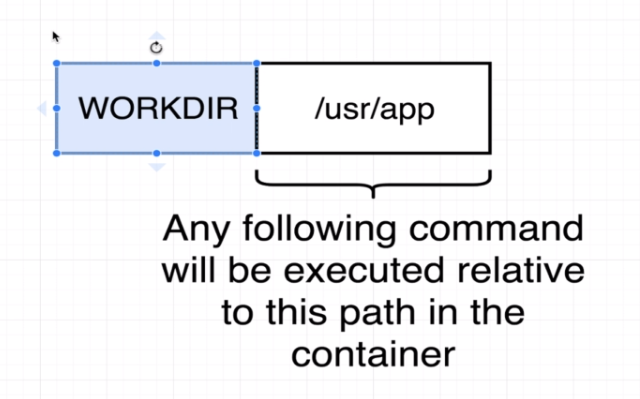 WORKDIR /usr/app
Any following command
will be executed relative
to this path in the
container